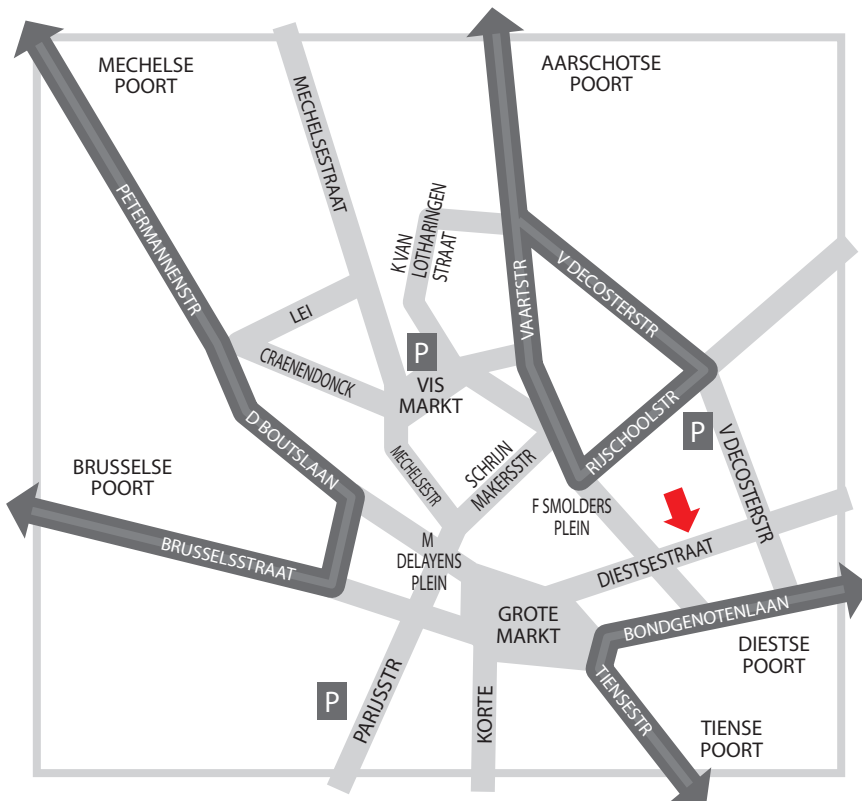 MECHELSE
POORT
AARSCHOTSE
POORT
MECHELSESTRAAT
PETERMANNENSTR
K VAN
LOTHARINGEN
STRAAT
VAARTSTR
V DECOSTERSTR
LEI
CRAENENDONCK
P
VIS
MARKT
D BOUTSLAAN
MECHELSESTR
SCHRIJN
MAKERSSTR
RIJSCHOOLSTR
P
V DECOSTERSTR
BRUSSELSE
POORT
BRUSSELSSTRAAT
F SMOLDERS
PLEIN
M
DELAYENS
PLEIN
DIESTSESTRAAT
GROTE
MARKT
BONDGENOTENLAAN
DIESTSE
POORT
P
PARIJSSTR
KORTE
TIENSESTR
TIENSE
POORT